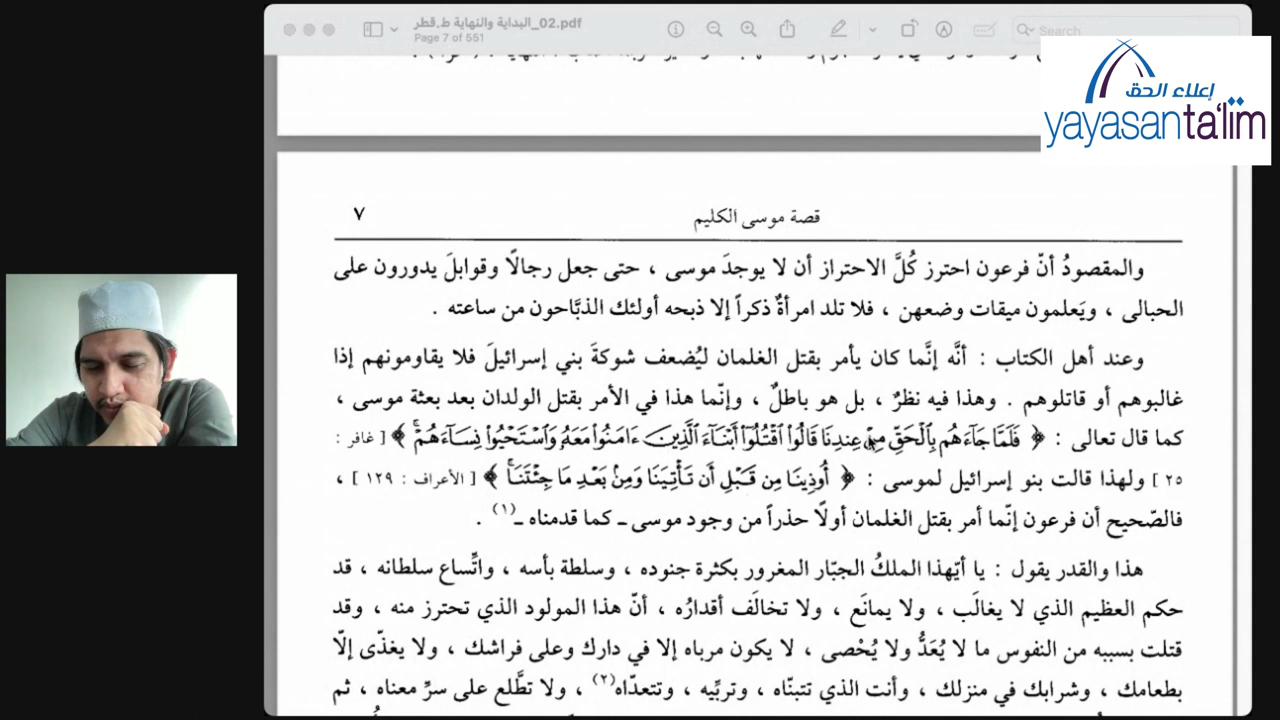 البداية والنهاية ط.قطر_02.pdf
Page 7 of 551
Search
إعلاء الحق
yayasanta'lim
قصة موسى الكليم
٧
والمقصودُ أنّ فرعون احترز كُلَّ الاحتراز أن لا يوجدَ موسى ، حتى جعل رجالًا وقوابلَ يدورون على
الحبالى ، ويَعلمون ميقات وضعهن ، فلا تلد امرأةٌ ذكراً إلا ذبحه أولئك الذبَّاحون من ساعته .
وعند أهل الكتاب : أنَّه إنَّما كان يأمر بقتل الغلمان ليُضعف شوكةَ بني إسرائيلَ فلا يقاومونهم إذا
غالبوهم أو قاتلوهم . وهذا فيه نظرٌ ، بل هو باطلٌ ، وإنّما هذا في الأمر بقتل الولدان بعد بعثة موسى ،
كما قال تعالى : ﴿ فَلَمَّا جَآءَهُم بِٱلْحَقِّ مِنْ عِندِنَا قَالُوا۟ ٱقْتُلُوٓا۟ أَبْنَآءَ ٱلَّذِينَ ءَامَنُوا۟ مَعَهُۥ وَٱسْتَحْيُوا۟ نِسَآءَهُمْ ۚ ﴾ [ غافر :
٢٥ ] ولهذا قالت بنو إسرائيل لموسى : ﴿ أُوذِينَا مِن قَبْلِ أَن تَأْتِيَنَا وَمِنۢ بَعْدِ مَا جِئْتَنَا ۚ ﴾ [ الأعراف : ١٢٩ ] ،
فالصّحيح أن فرعون إنّما أمر بقتل الغلمان أولًا حذراً من وجود موسى ـ كما قدمناه ـ(١) .
هذا والقدر يقول : يا أيّهذا الملكُ الجبّار المغرور بكثرة جنوده ، وسلطة بأسه ، واتِّساع سلطانه ، قد
حكم العظيم الذي لا يغالَب ، ولا يمانَع ، ولا تخالَف أقدارُه ، أنّ هذا المولود الذي تحترز منه ، وقد
قتلت بسببه من النفوس ما لا يُعَدُّ ولا يُحْصى ، لا يكون مرباه إلا في دارك وعلى فراشك ، ولا يغذّى إلّا
بطعامك ، وشرابك في منزلك ، وأنت الذي تتبنّاه ، وتربِّيه ، وتتعدّاه(٢) ، ولا تطَّلع على سرِّ معناه ، ثم